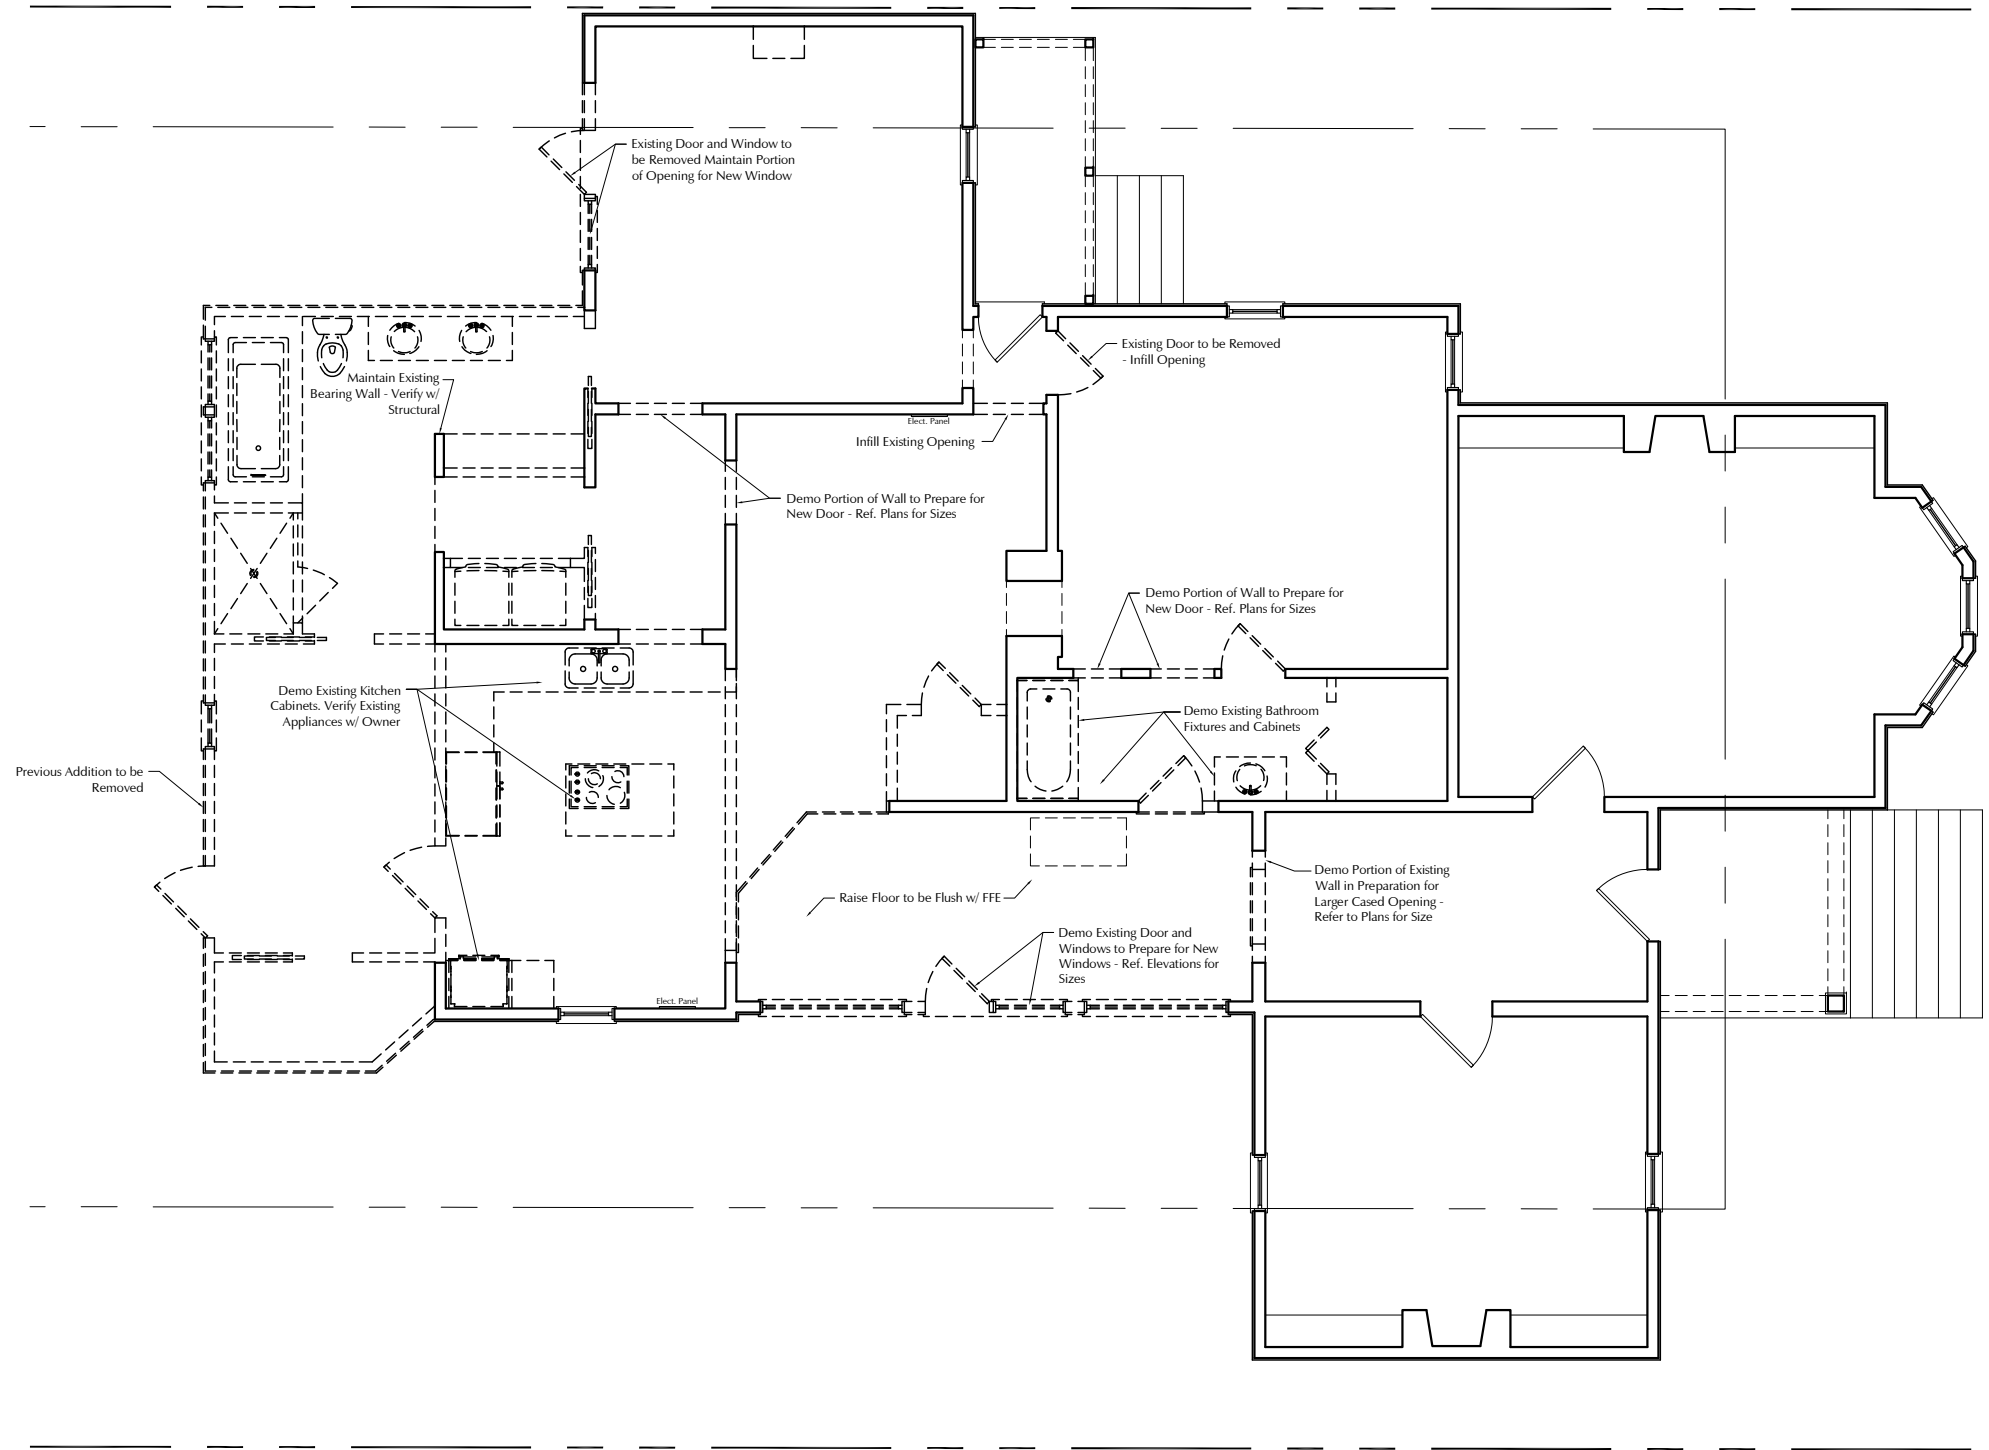 Existing Door and Window to
be Removed Maintain Portion
of Opening for New Window
Existing Door to be Removed
- Infill Opening
Maintain Existing
Bearing Wall - Verify w/
Structural
Elect. Panel
Infill Existing Opening
Demo Portion of Wall to Prepare for
New Door - Ref. Plans for Sizes
Demo Portion of Wall to Prepare for
New Door - Ref. Plans for Sizes
Demo Existing Kitchen
Cabinets. Verify Existing
Appliances w/ Owner
Demo Existing Bathroom
Fixtures and Cabinets
Previous Addition to be
Removed
Demo Portion of Existing
Wall in Preparation for
Larger Cased Opening -
Refer to Plans for Size
Raise Floor to be Flush w/ FFE
Demo Existing Door and
Windows to Prepare for New
Windows - Ref. Elevations for
Sizes
Elect. Panel